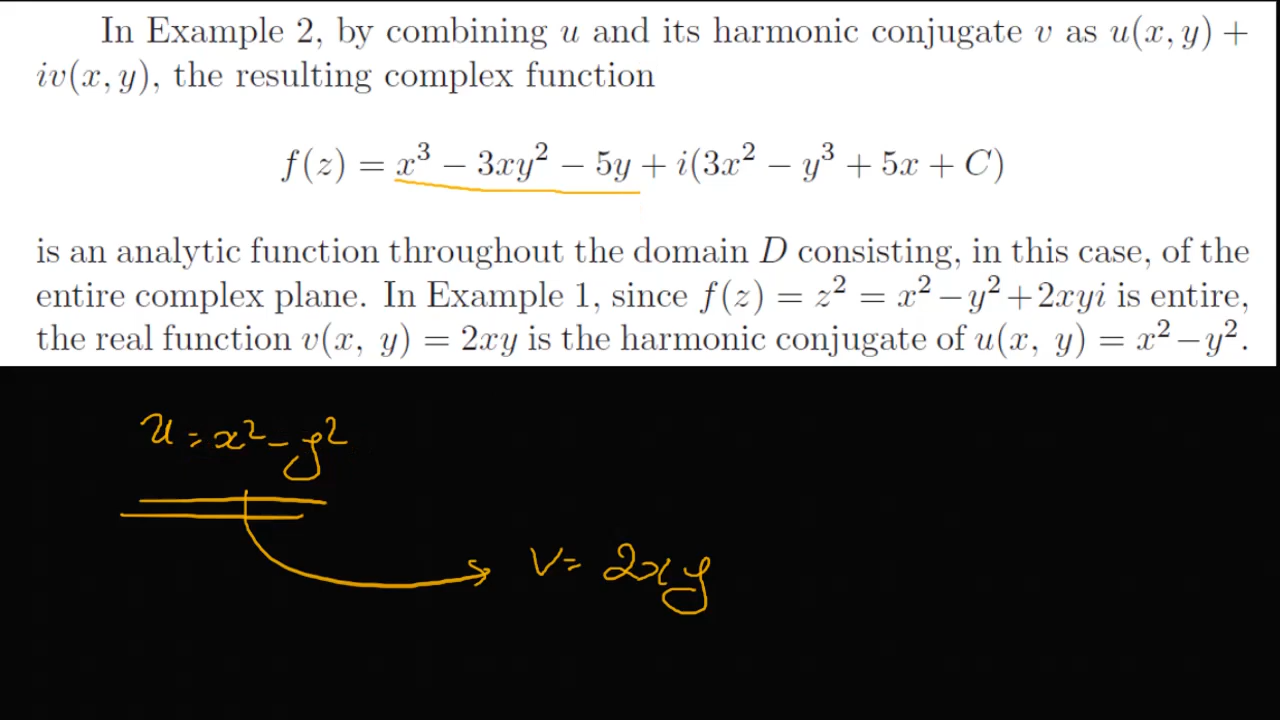 In Example 2, by combining u and its harmonic conjugate v as u(x, y) +
iv(x, y), the resulting complex function
f(z) = x³ − 3xy² − 5y + i(3x² − y³ + 5x + C)
is an analytic function throughout the domain D consisting, in this case, of the
entire complex plane. In Example 1, since f(z) = z² = x² − y² + 2xyi is entire,
the real function v(x, y) = 2xy is the harmonic conjugate of u(x, y) = x² − y².
u = x² − y²
v = 2xy